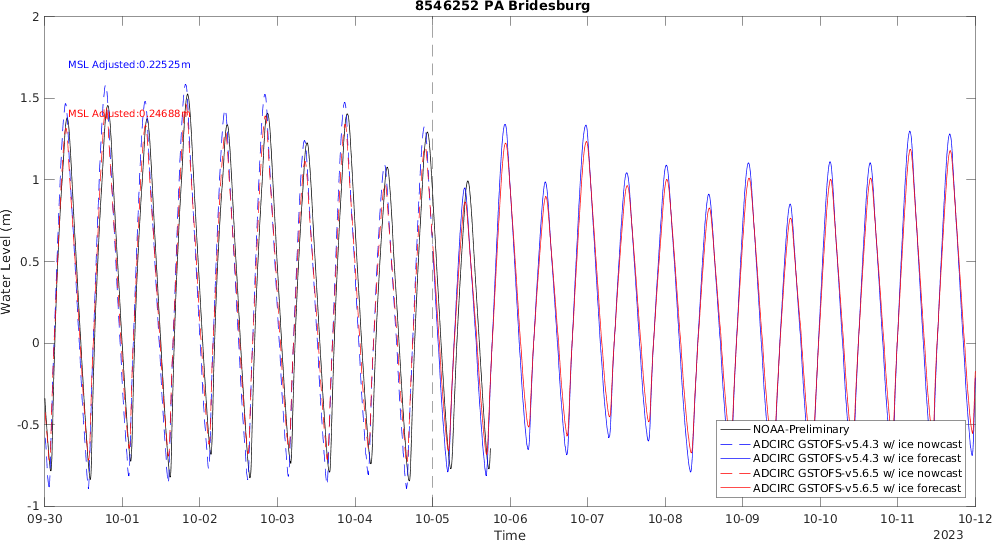 8546252 PA Bridesburg
2
MSL Adjusted:0.22525m
1.5
MSL Adjusted:0.24688m
1
0.5
0
-0.5
-1
Water Level (m)
NOAA-Preliminary
ADCIRC GSTOFS-v5.4.3 w/ ice nowcast
ADCIRC GSTOFS-v5.4.3 w/ ice forecast
ADCIRC GSTOFS-v5.6.5 w/ ice nowcast
ADCIRC GSTOFS-v5.6.5 w/ ice forecast
09-30 10-01 10-02 10-03 10-04 10-05 10-06 10-07 10-08 10-09 10-10 10-11 10-12
Time
2023